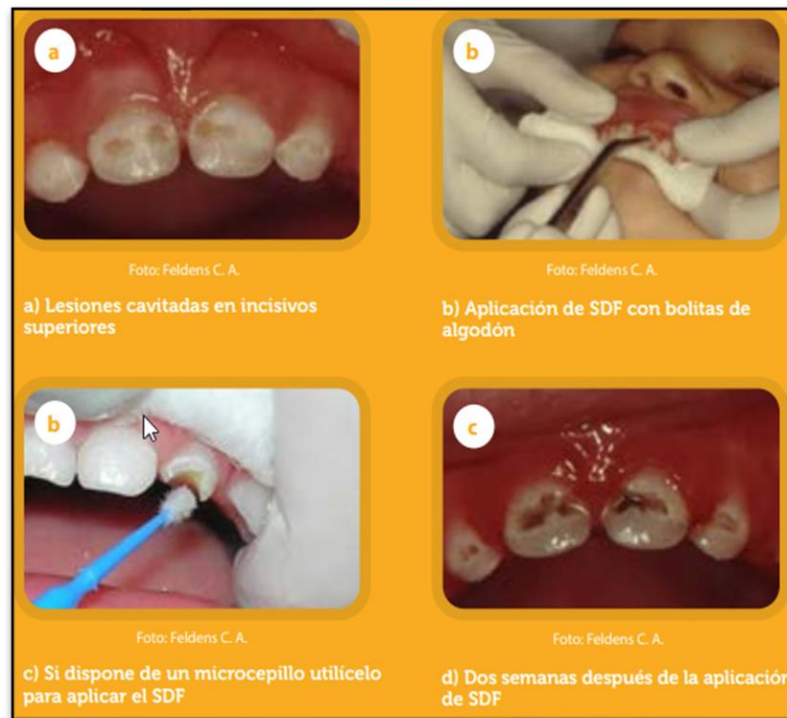 a
b
Foto: Feldens C. A.
Foto: Feldens C. A.
a) Lesiones cavitadas en incisivos
superiores
b) Aplicación de SDF con bolitas de
algodón
b
c
Foto: Feldens C. A.
Foto: Feldens C. A.
c) Si dispone de un microcepillo utilícelo
para aplicar el SDF
d) Dos semanas después de la aplicación
de SDF